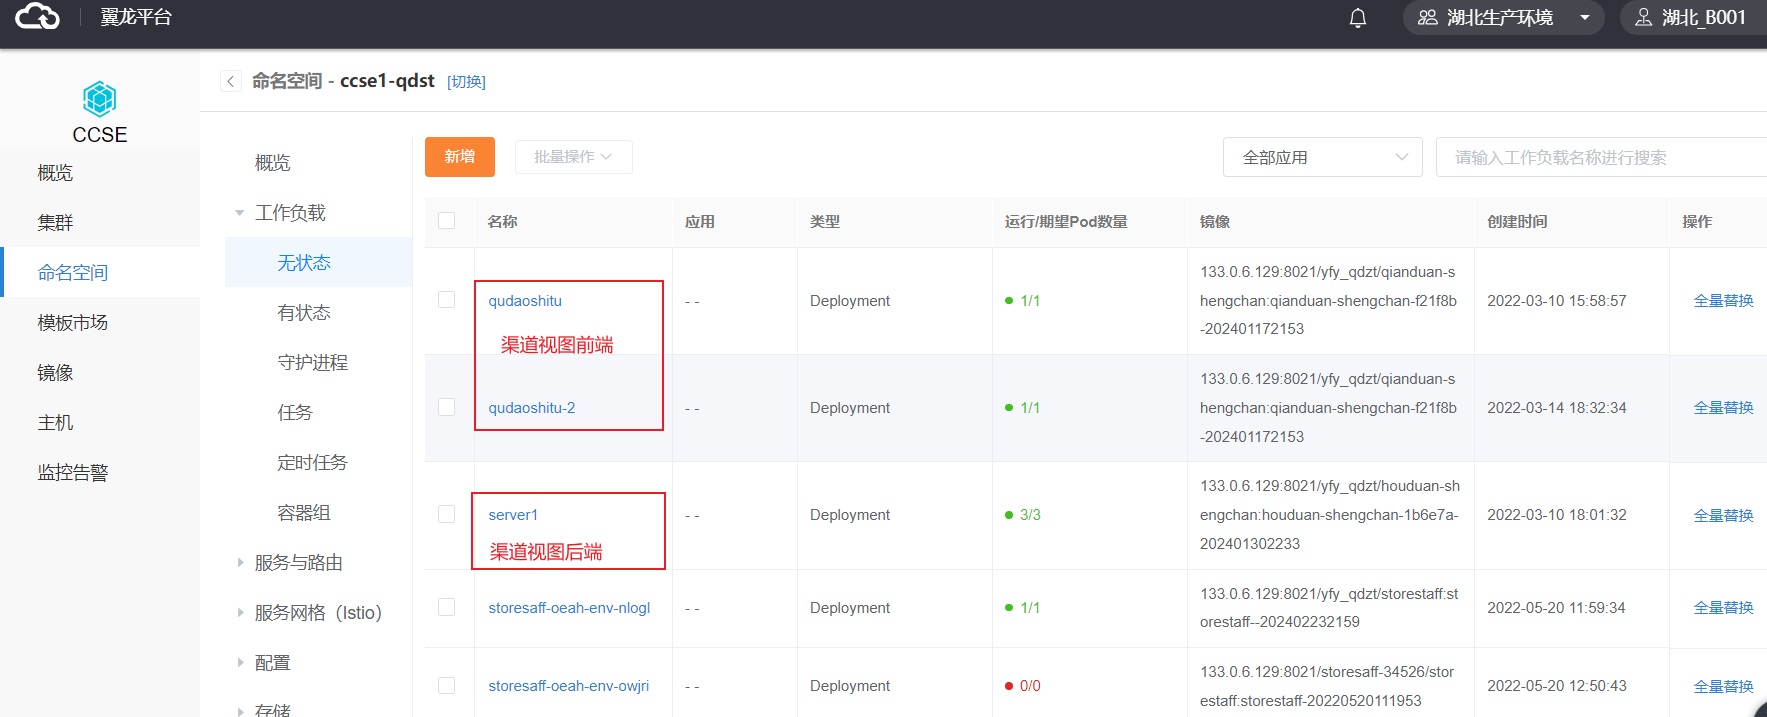 翼龙平台
湖北生产环境
湖北_B001
CCSE
概览
集群
命名空间
模板市场
镜像
主机
监控告警
命名空间 - ccse1-qdst [切换]
概览
工作负载
无状态
有状态
守护进程
任务
定时任务
容器组
服务与路由
服务网格（Istio）
配置
存储
新增
批量操作
全部应用
请输入工作负载名称进行搜索
名称 应用 类型 运行/期望Pod数量 镜像 创建时间 操作
133.0.6.129:8021/yfy_qdzt/qianduan-s
qudaoshitu - - Deployment 1/1 hengchan:qianduan-shengchan-f21f8b 2022-03-10 15:58:57 全量替换
-202401172153
渠道视图前端
133.0.6.129:8021/yfy_qdzt/qianduan-s
qudaoshitu-2 - - Deployment 1/1 hengchan:qianduan-shengchan-f21f8b 2022-03-14 18:32:34 全量替换
-202401172153
133.0.6.129:8021/yfy_qdzt/houduan-sh
server1 - - Deployment 3/3 engchan:houduan-shengchan-1b6e7a- 2022-03-10 18:01:32 全量替换
202401302233
渠道视图后端
133.0.6.129:8021/yfy_qdzt/storestaff:st
storesaff-oeah-env-nlogl - - Deployment 1/1 2022-05-20 11:59:34 全量替换
orestaff--202402232159
133.0.6.129:8021/storesaff-34526/stor
storesaff-oeah-env-owjri - - Deployment 0/0 2022-05-20 12:50:43 全量替换
estaff:storestaff-20220520111953